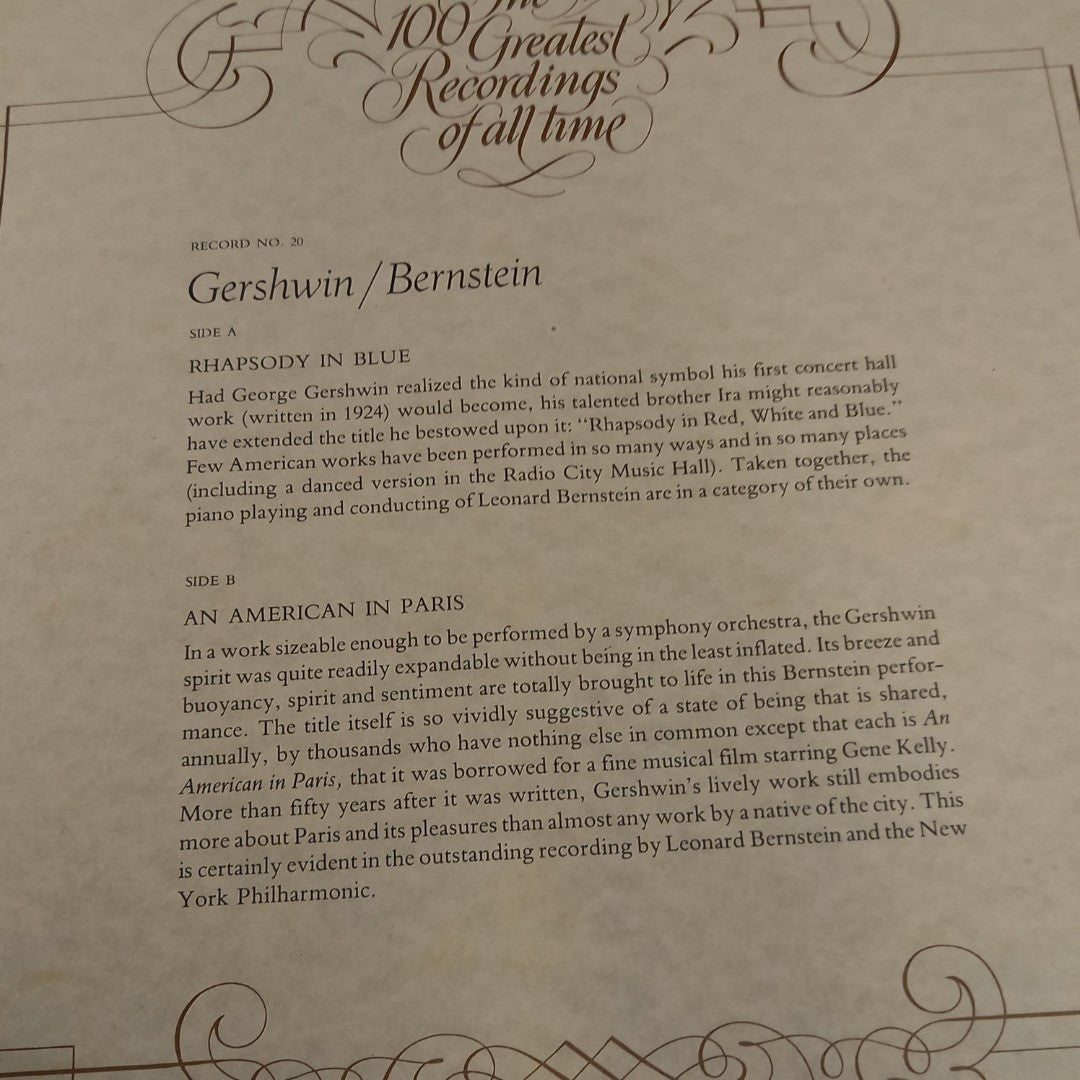 The
100 Greatest
Recordings
of all time
RECORD NO. 20
Gershwin / Bernstein
SIDE A
RHAPSODY IN BLUE
Had George Gershwin realized the kind of national symbol his first concert hall
work (written in 1924) would become, his talented brother Ira might reasonably
have extended the title he bestowed upon it: “Rhapsody in Red, White and Blue.”
Few American works have been performed in so many ways and in so many places
(including a danced version in the Radio City Music Hall). Taken together, the
piano playing and conducting of Leonard Bernstein are in a category of their own.
SIDE B
AN AMERICAN IN PARIS
In a work sizeable enough to be performed by a symphony orchestra, the Gershwin
spirit was quite readily expandable without being in the least inflated. Its breeze and
buoyancy, spirit and sentiment are totally brought to life in this Bernstein perfor-
mance. The title itself is so vividly suggestive of a state of being that is shared,
annually, by thousands who have nothing else in common except that each is An
American in Paris, that it was borrowed for a fine musical film starring Gene Kelly.
More than fifty years after it was written, Gershwin’s lively work still embodies
more about Paris and its pleasures than almost any work by a native of the city. This
is certainly evident in the outstanding recording by Leonard Bernstein and the New
York Philharmonic.